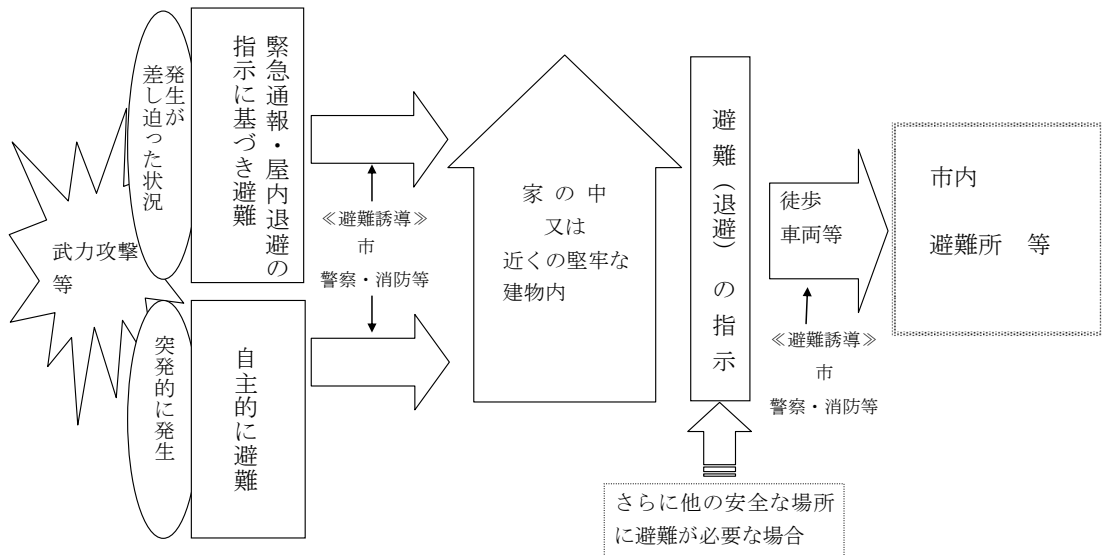 武力攻撃
等
発生が
差し迫った状況
緊急通報・屋内退避の
指示に基づき避難
突発的に発生
自主的に避難
≪避難誘導≫
市
警察・消防等
家の中
又は
近くの堅牢な
建物内
避難(退避)の指示
さらに他の安全な場所
に避難が必要な場合
徒歩
車両等
≪避難誘導≫
市
警察・消防等
市内
避難所　等